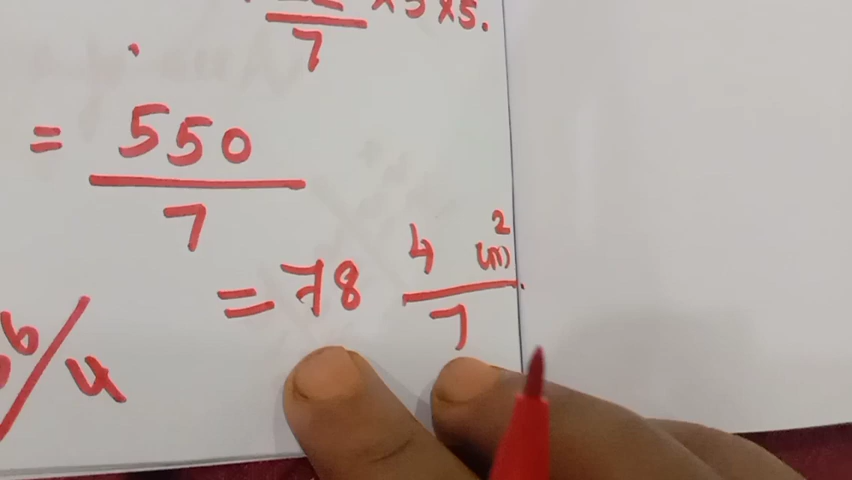 /7 ×5×5.
= 550/7
= 78 4/7 cm²
6/4